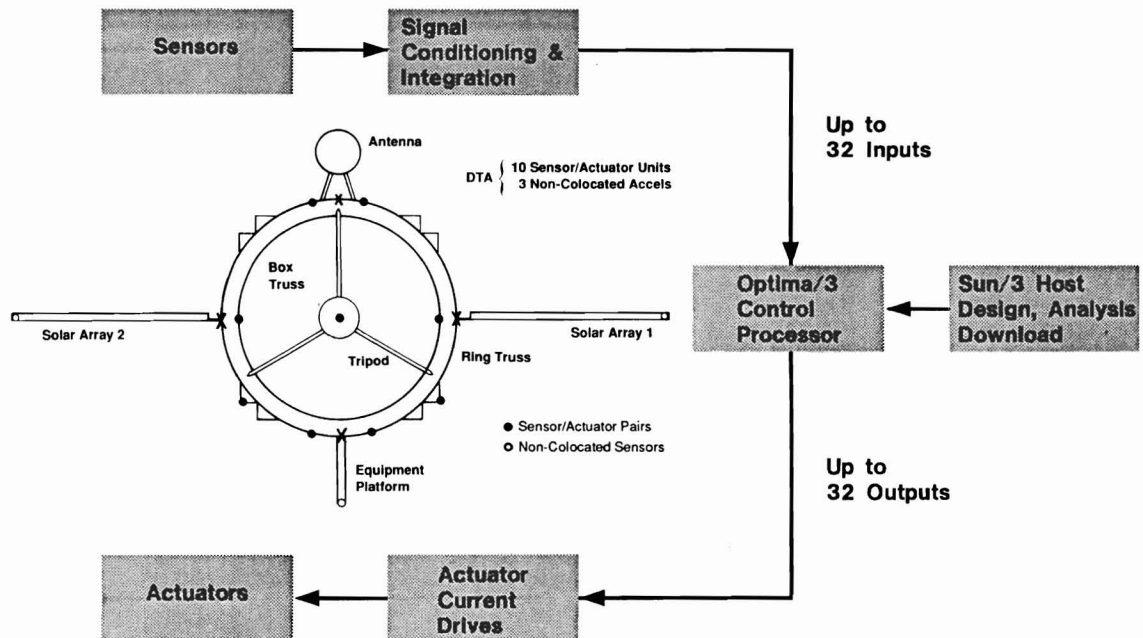 Sensors
Signal
Conditioning &
Integration
Up to
32 Inputs
Antenna
DTA { 10 Sensor/Actuator Units
3 Non-Colocated Accels
Box
Truss
Solar Array 2
Solar Array 1
Tripod
Ring Truss
Optima/3
Control
Processor
Sun/3 Host
Design, Analysis
Download
● Sensor/Actuator Pairs
○ Non-Colocated Sensors
Equipment
Platform
Up to
32 Outputs
Actuators
Actuator
Current
Drives